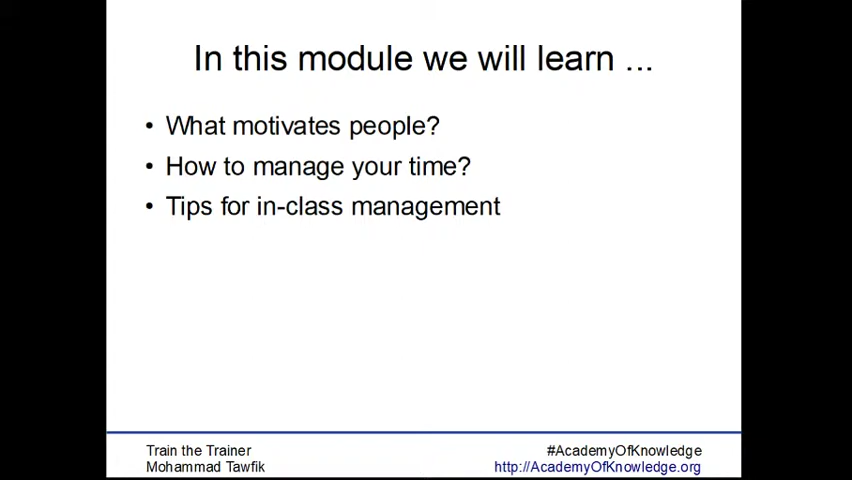 In this module we will learn ...
• What motivates people?
• How to manage your time?
• Tips for in-class management
Train the Trainer
Mohammad Tawfik
#AcademyOfKnowledge
http://AcademyOfKnowledge.org